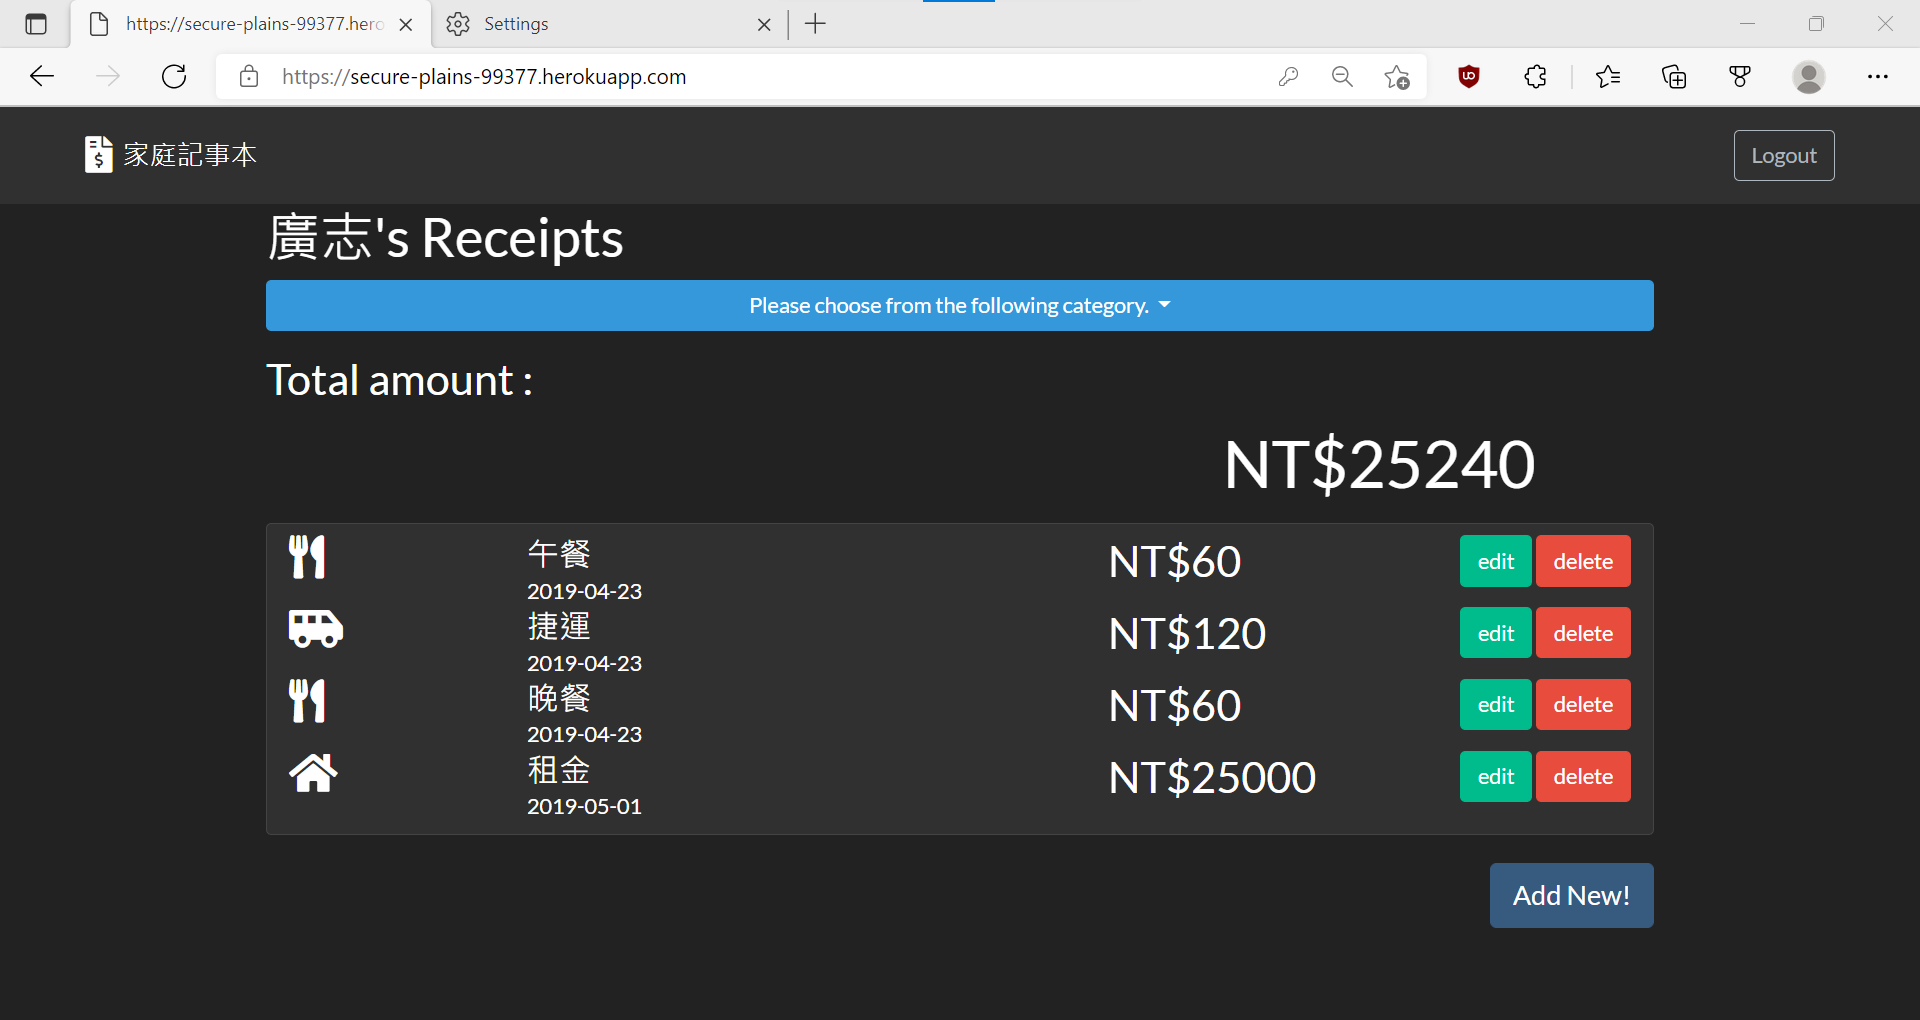 https://secure-plains-99377.hero
Settings
https://secure-plains-99377.herokuapp.com
家庭記事本
Logout
廣志's Receipts
Please choose from the following category.
Total amount :
NT$25240
午餐 NT$60 edit delete
2019-04-23
捷運 NT$120 edit delete
2019-04-23
晚餐 NT$60 edit delete
2019-04-23
租金 NT$25000 edit delete
2019-05-01
Add New!